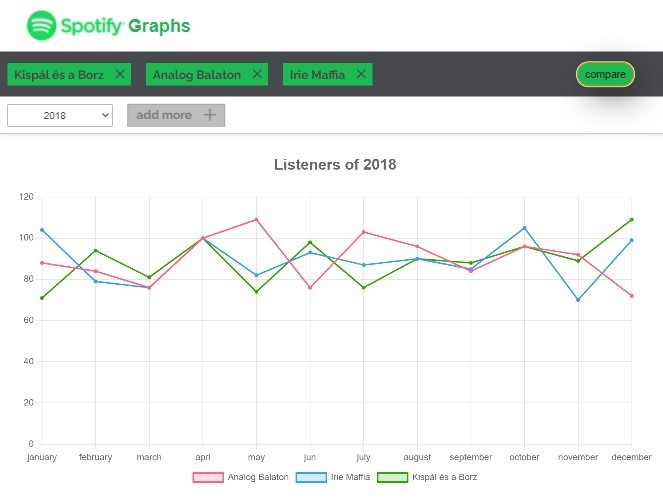 Spotify Graphs
Kispál és a Borz × Analog Balaton × Irie Maffia × compare
2018 add more +
Listeners of 2018
120
100
80
60
40
20
0
january february march april may jun july august september october november december
Analog Balaton Irie Maffia Kispál és a Borz